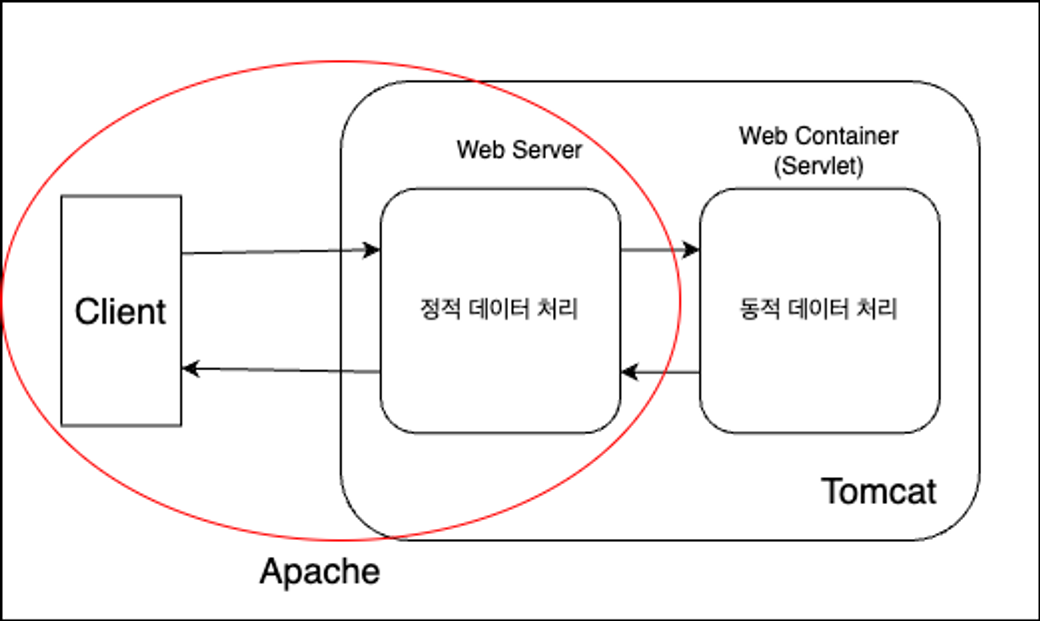 Web Server
Web Container
(Servlet)
Client
정적 데이터 처리
동적 데이터 처리
Tomcat
Apache